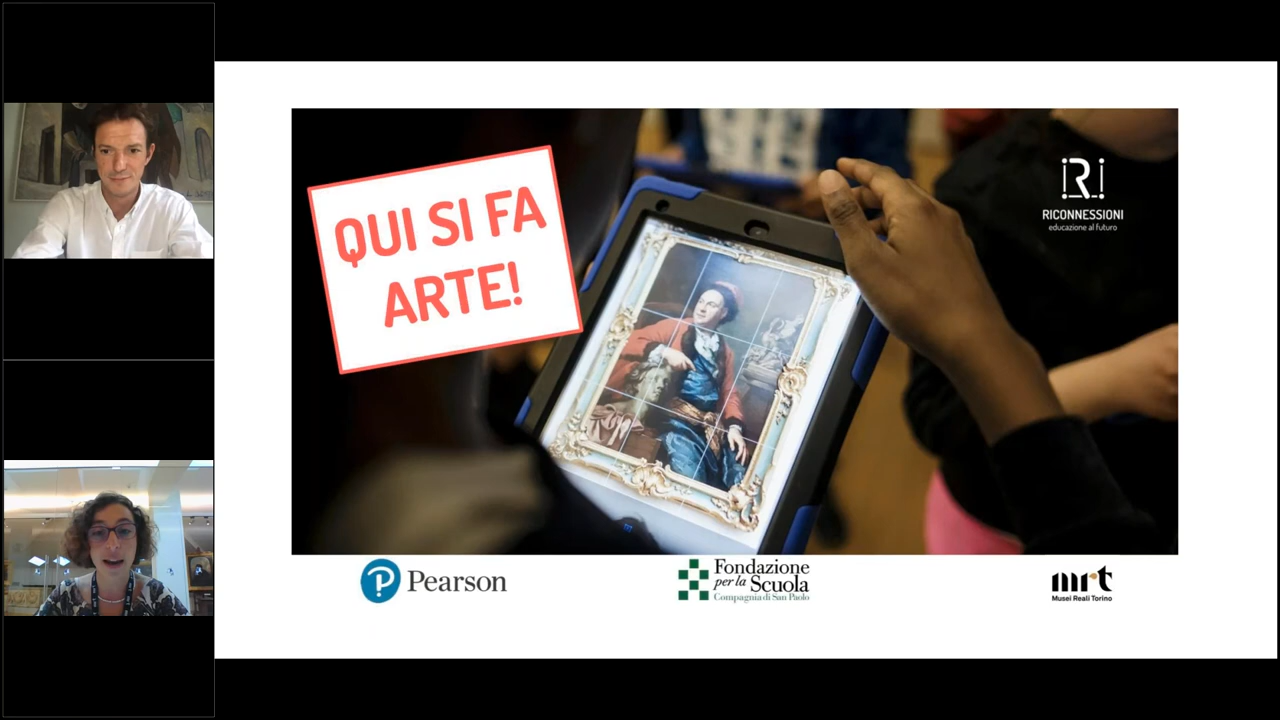 QUI SI FA
ARTE!
RICONNESSIONI
educazione al futuro
Pearson
Fondazione
per la Scuola
Compagnia di San Paolo
mrt
Musei Reali Torino